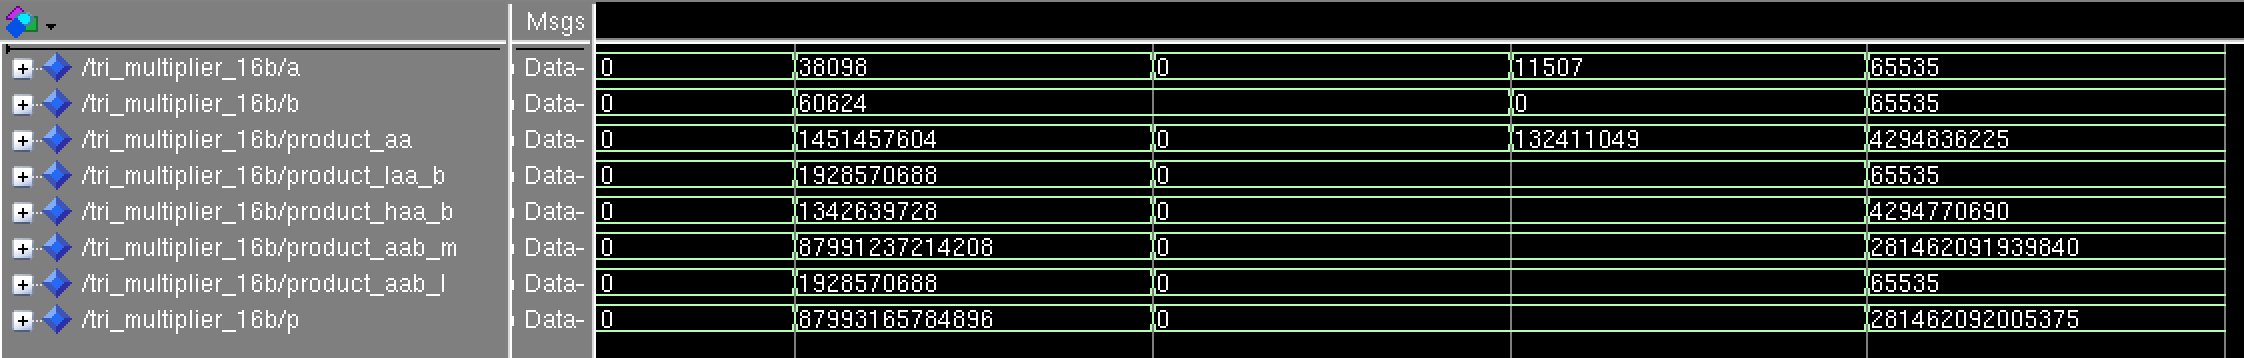 Msgs
/tri_multiplier_16b/a Data- 0 38098 0 11507 65535
/tri_multiplier_16b/b Data- 0 60624 0 65535
/tri_multiplier_16b/product_aa Data- 0 1451457604 0 132411049 4294836225
/tri_multiplier_16b/product_laa_b Data- 0 1928570688 0 65535
/tri_multiplier_16b/product_haa_b Data- 0 1342639728 0 4294770690
/tri_multiplier_16b/product_aab_m Data- 0 87991237214208 0 281462091939840
/tri_multiplier_16b/product_aab_l Data- 0 1928570688 0 65535
/tri_multiplier_16b/p Data- 0 87993165784896 0 281462092005375